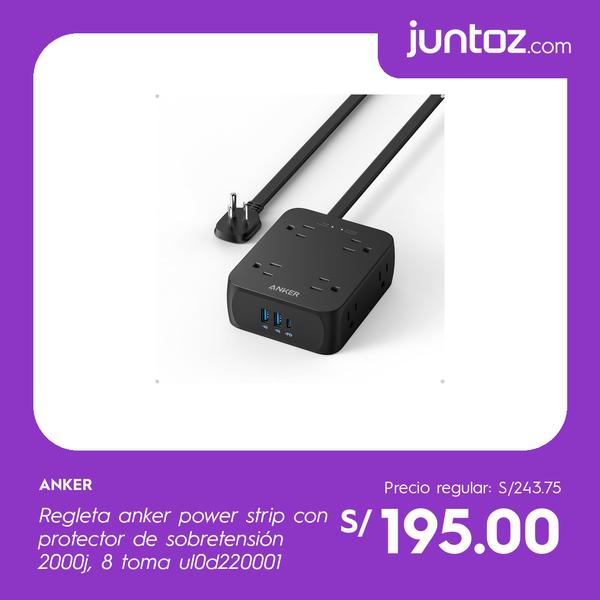 juntoz.com
ANKER
ANKER
Precio regular: S/243.75
Regleta anker power strip con
protector de sobretensión
2000j, 8 toma ul0d220001
S/195.00